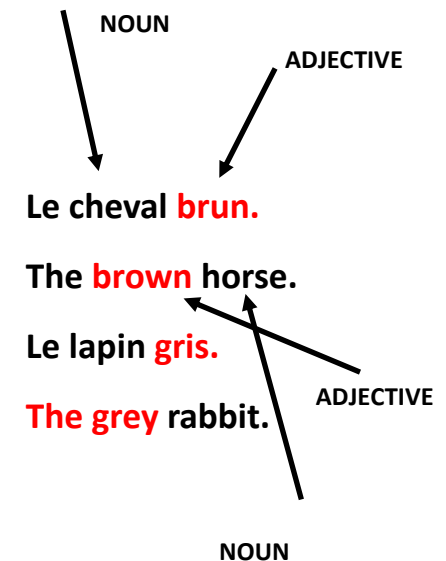 NOUN
ADJECTIVE
Le cheval brun.
The brown horse.
Le lapin gris.
ADJECTIVE
The grey rabbit.
NOUN